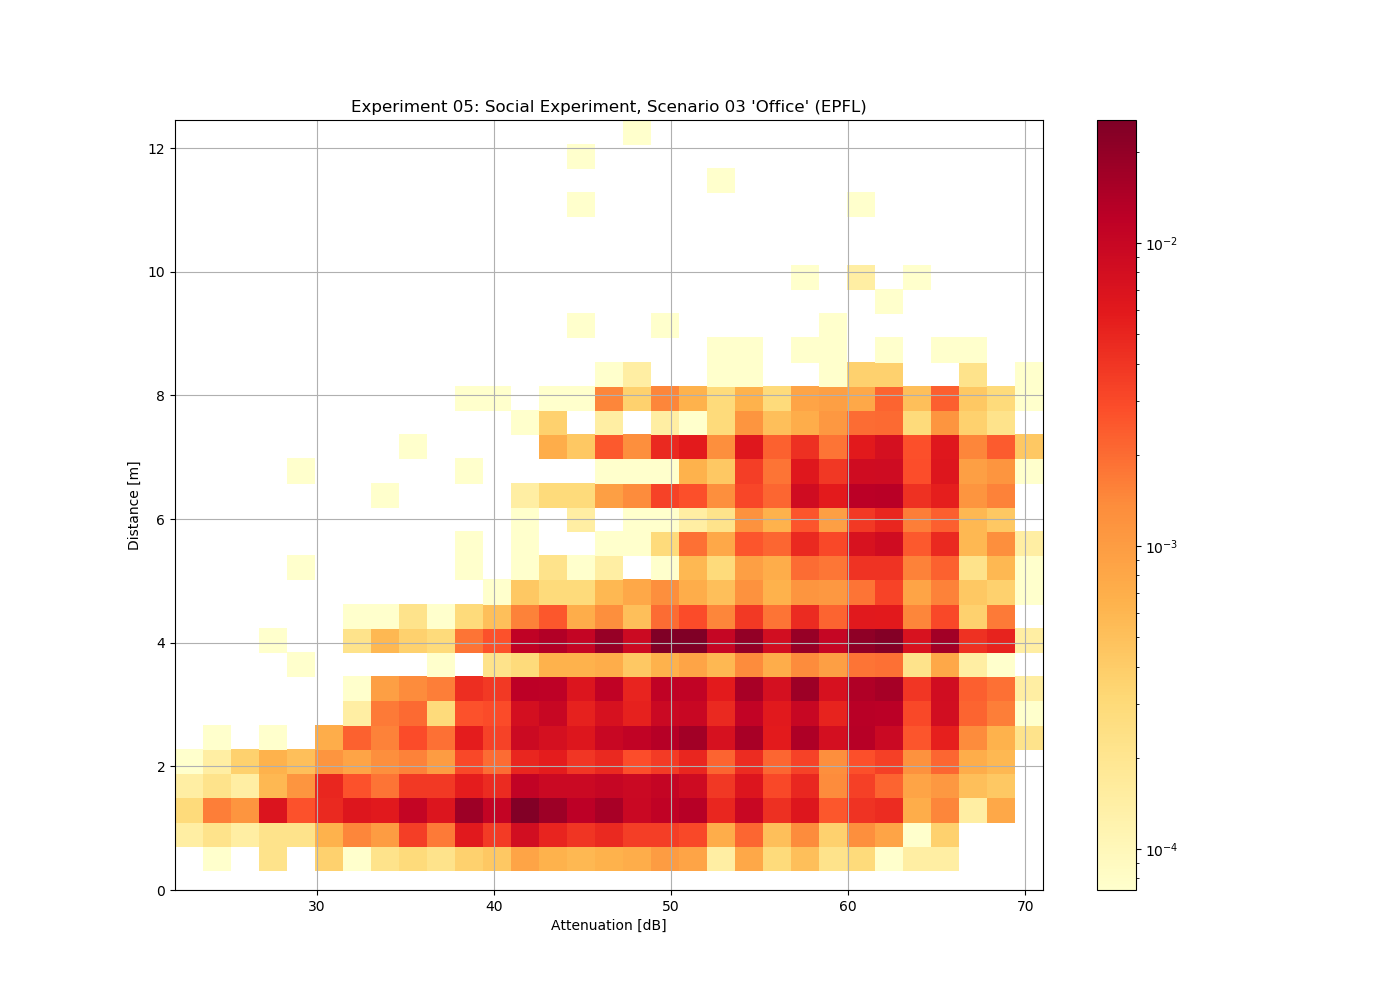 Experiment 05: Social Experiment, Scenario 03 'Office' (EPFL)
12
10
8
6
4
2
0
Distance [m]
30 40 50 60 70
Attenuation [dB]
10⁻²
10⁻³
10⁻⁴